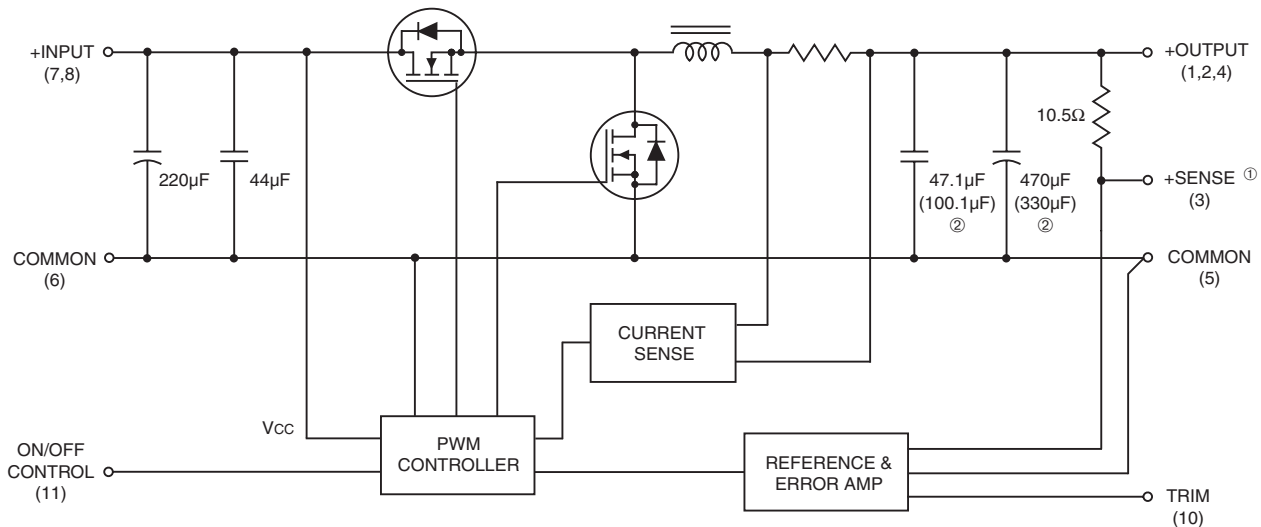 +INPUT
(7,8)
+OUTPUT
(1,2,4)
10.5Ω
220µF
44µF
47.1µF
(100.1µF)
②
470µF
(330µF)
②
+SENSE ①
(3)
COMMON
(6)
COMMON
(5)
CURRENT
SENSE
VCC
ON/OFF
CONTROL
(11)
PWM
CONTROLLER
REFERENCE &
ERROR AMP
TRIM
(10)